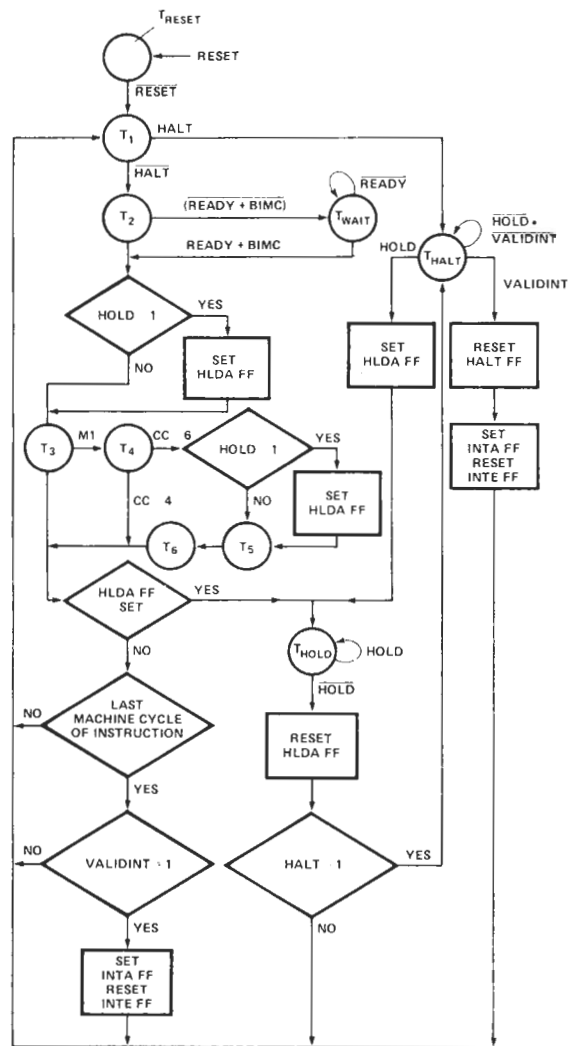 T RESET
RESET
RESET
T1
HALT
HALT
T2
(READY + BIMC)
READY
TWAIT
READY + BIMC
HOLD •
VALIDINT
THALT
HOLD
VALIDINT
HOLD 1
YES
NO
SET
HLDA FF
SET
HLDA FF
RESET
HALT FF
SET
INTA FF
RESET
INTE FF
T3
M1
T4
CC 6
HOLD 1
YES
NO
SET
HLDA FF
CC 4
T6
T5
HLDA FF
SET
YES
NO
THOLD
HOLD
HOLD
LAST
MACHINE CYCLE
OF INSTRUCTION
NO
YES
RESET
HLDA FF
VALIDINT 1
NO
YES
HALT 1
YES
NO
SET
INTA FF
RESET
INTE FF